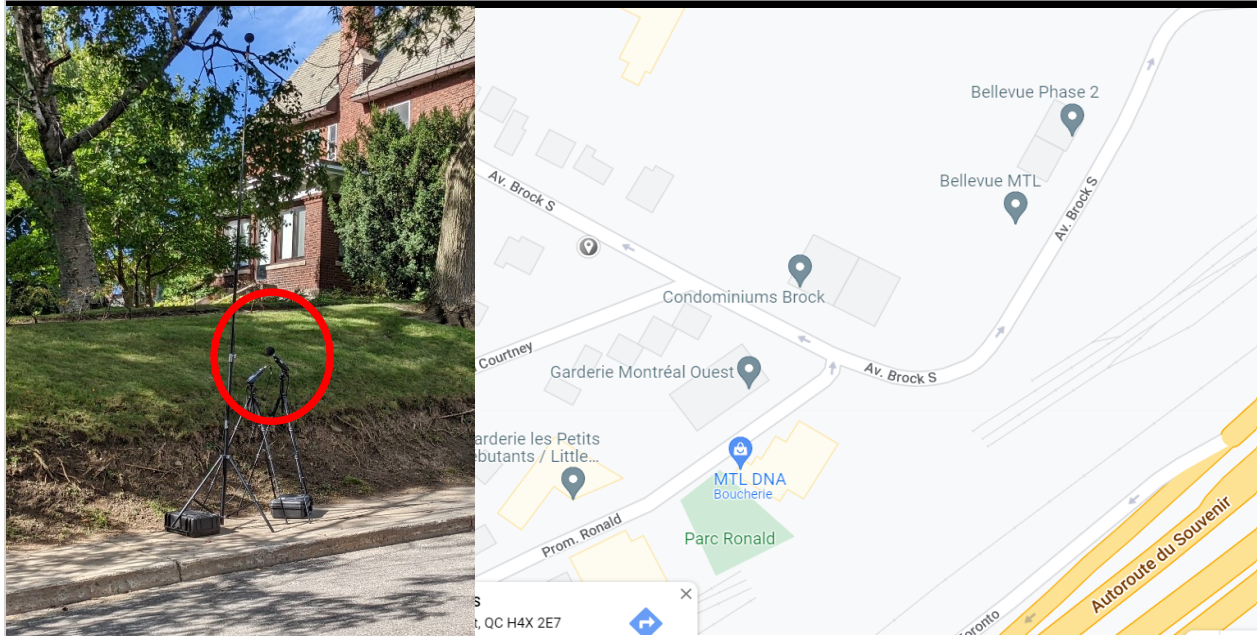 Bellevue Phase 2
Bellevue MTL
Av. Brock S
Av. Brock S
Condominiums Brock
Courtney
Garderie Montréal Ouest
Av. Brock S
arderie les Petits
ébutants / Little...
MTL DNA
Boucherie
Prom. Ronald
Parc Ronald
Autoroute du Souvenir
oronto
s
t, QC H4X 2E7